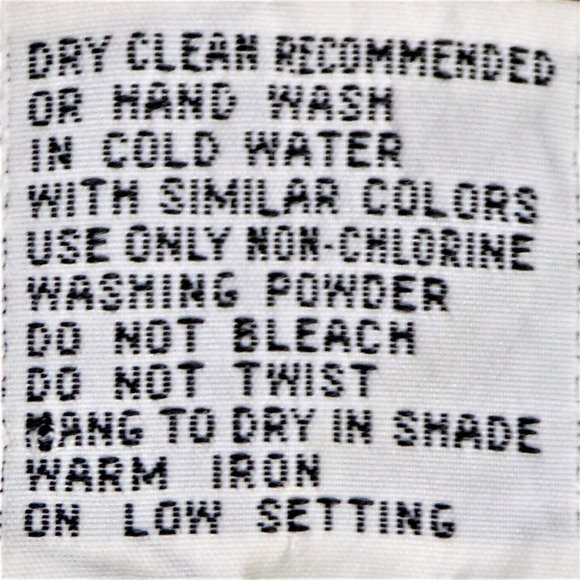 DRY CLEAN RECOMMENDED
OR HAND WASH
IN COLD WATER
WITH SIMILAR COLORS
USE ONLY NON-CHLORINE
WASHING POWDER
DO NOT BLEACH
DO NOT TWIST
HANG TO DRY IN SHADE
WARM IRON
ON LOW SETTING